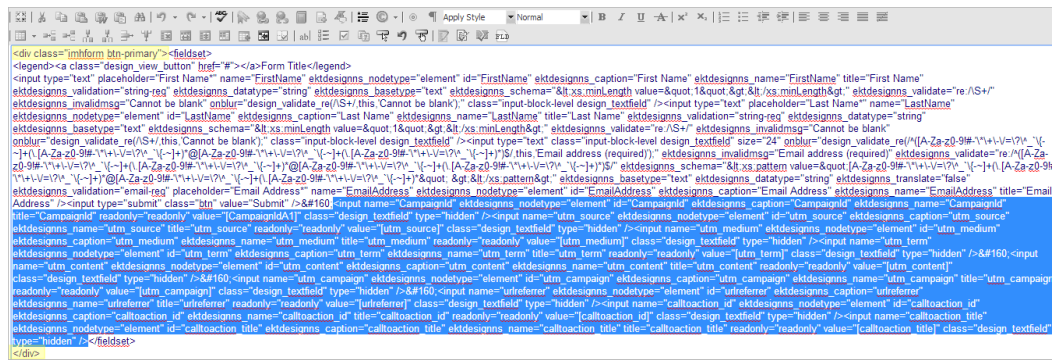 Apply Style Normal B I U A x² x₂
ab
<div class="imhform btn-primary"><fieldset>
<legend><a class="design_view_button" href="#"></a>Form Title</legend>
<input type="text" placeholder="First Name*" name="FirstName" ektdesignns_nodetype="element" id="FirstName" ektdesignns_caption="First Name" ektdesignns_name="FirstName" title="First Name"
ektdesignns_validation="string-req" ektdesignns_datatype="string" ektdesignns_basetype="text" ektdesignns_schema="&lt;xs:minLength value=&quot;1&quot;&gt;&lt;/xs:minLength&gt;" ektdesignns_validate="re:/\S+/"
ektdesignns_invalidmsg="Cannot be blank" onblur="design_validate_re(/\S+/,this,'Cannot be blank');" class="input-block-level design_textfield" /><input type="text" placeholder="Last Name*" name="LastName"
ektdesignns_nodetype="element" id="LastName" ektdesignns_caption="Last Name" ektdesignns_name="LastName" title="Last Name" ektdesignns_validation="string-req" ektdesignns_datatype="string"
ektdesignns_basetype="text" ektdesignns_schema="&lt;xs:minLength value=&quot;1&quot;&gt;&lt;/xs:minLength&gt;" ektdesignns_validate="re:/\S+/" ektdesignns_invalidmsg="Cannot be blank"
onblur="design_validate_re(/\S+/,this,'Cannot be blank');" class="input-block-level design_textfield" /><input type="text" class="input-block-level design_textfield" size="24"
ektdesignns_invalidmsg="Email address (required)"
ektdesignns_schema="&lt;xs:pattern ektdesignns_basetype="text" ektdesignns_datatype="string" ektdesignns_translate="false"
ektdesignns_validation="email-req" placeholder="Email Address*" name="EmailAddress" ektdesignns_nodetype="element" id="EmailAddress" ektdesignns_caption="Email Address" ektdesignns_name="EmailAddress" title="Email
Address" /><input type="submit" class="btn" value="Submit" />&#160;<input name="CampaignId" ektdesignns_nodetype="element" id="CampaignId" ektdesignns_caption="CampaignId" ektdesignns_name="CampaignId"
title="CampaignId" readonly="readonly" value="[CampaignIdA1]" class="design_textfield" type="hidden" /><input name="utm_source" ektdesignns_nodetype="element" id="utm_source" ektdesignns_caption="utm_source"
ektdesignns_name="utm_source" title="utm_source" readonly="readonly" value="[utm_source]" class="design_textfield" type="hidden" /><input name="utm_medium" ektdesignns_nodetype="element" id="utm_medium"
ektdesignns_caption="utm_medium" ektdesignns_name="utm_medium" title="utm_medium" readonly="readonly" value="[utm_medium]" class="design_textfield" type="hidden" /><input name="utm_term"
ektdesignns_nodetype="element" id="utm_term" ektdesignns_caption="utm_term" ektdesignns_name="utm_term" title="utm_term" readonly="readonly" value="[utm_term]" class="design_textfield" type="hidden" />&#160;<input
name="utm_content" ektdesignns_nodetype="element" id="utm_content" ektdesignns_caption="utm_content" ektdesignns_name="utm_content" title="utm_content" readonly="readonly" value="[utm_content]"
class="design_textfield" type="hidden" />&#160;<input name="utm_campaign" ektdesignns_nodetype="element" id="utm_campaign" ektdesignns_caption="utm_campaign" ektdesignns_name="utm_campaign" title="utm_campaign"
readonly="readonly" value="[utm_campaign]" class="design_textfield" type="hidden" />&#160;<input name="urlreferrer" ektdesignns_nodetype="element" id="urlreferrer" ektdesignns_caption="urlreferrer"
ektdesignns_name="urlreferrer" title="urlreferrer" readonly="readonly" value="[urlreferrer]" class="design_textfield" type="hidden" /><input name="calltoaction_id" ektdesignns_nodetype="element" id="calltoaction_id"
ektdesignns_caption="calltoaction_id" ektdesignns_name="calltoaction_id" title="calltoaction_id" readonly="readonly" value="[calltoaction_id]" class="design_textfield" type="hidden" /><input name="calltoaction_title"
ektdesignns_nodetype="element" id="calltoaction_title" ektdesignns_caption="calltoaction_title" ektdesignns_name="calltoaction_title" title="calltoaction_title" readonly="readonly" value="[calltoaction_title]" class="design_textfield"
type="hidden" /></fieldset>
</div>